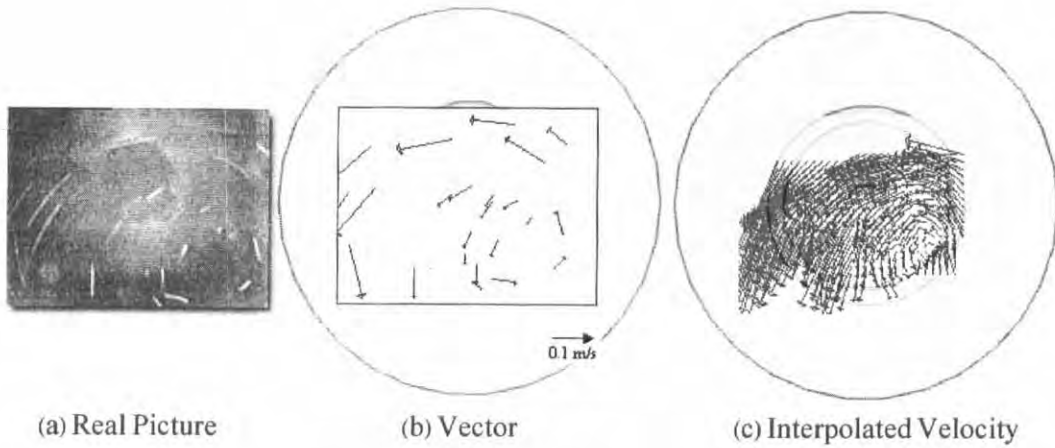 0.1 m/s
(a) Real Picture
(b) Vector
(c) Interpolated Velocity